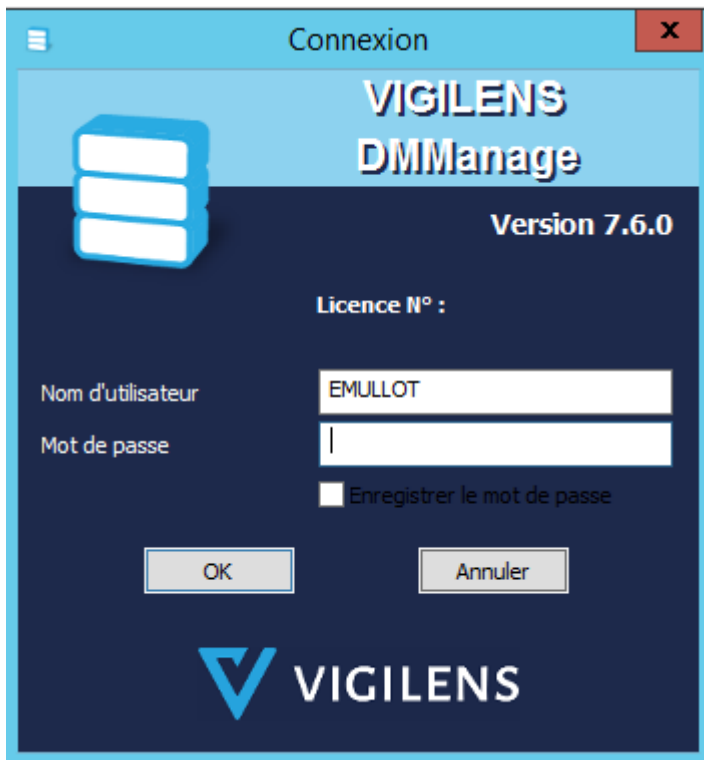 Connexion
x
VIGILENS
DMManage
Version 7.6.0
Licence N° :
Nom d'utilisateur
EMULLOT
Mot de passe
Enregistrer le mot de passe
OK
Annuler
VIGILENS